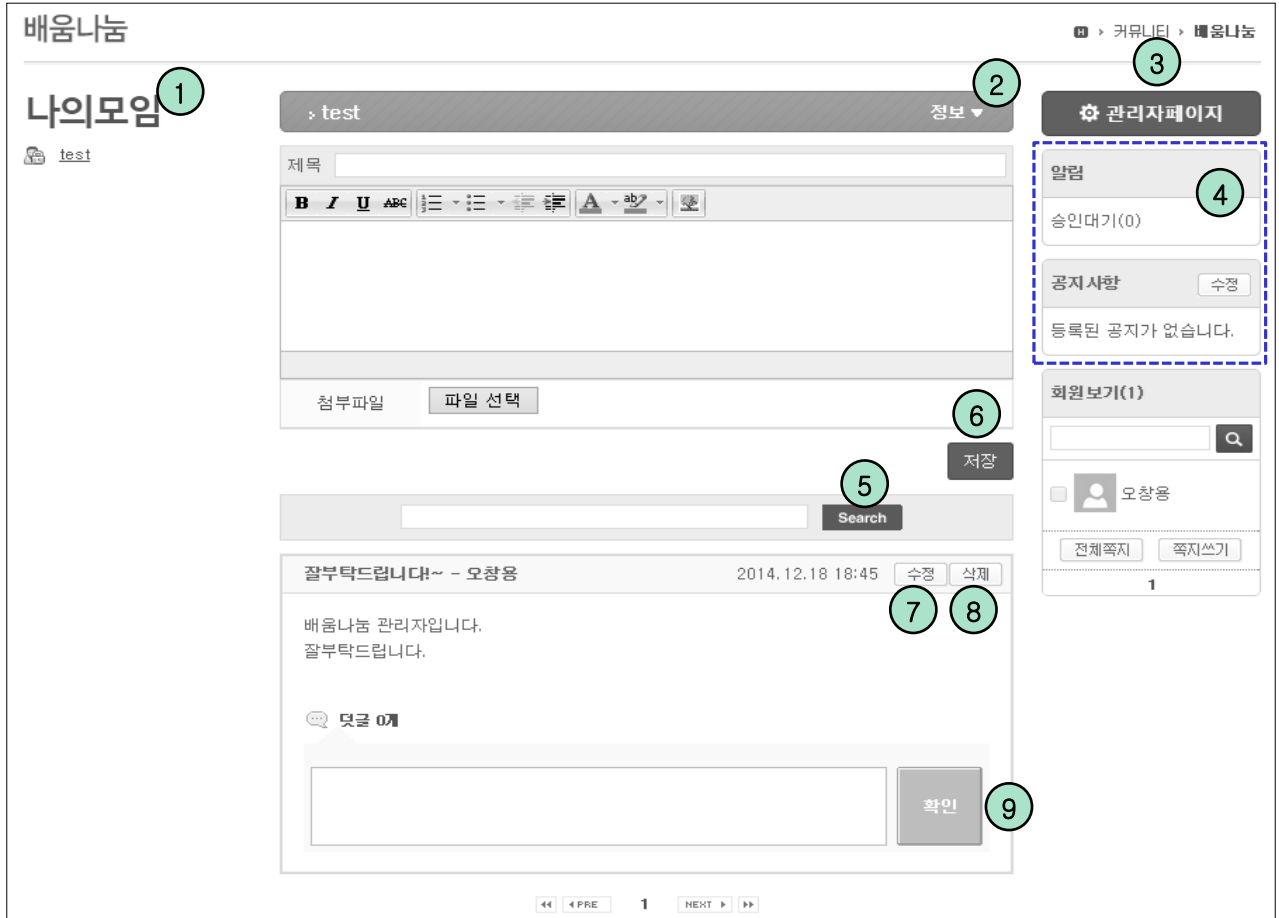 배움나눔
H > 커뮤니티 > 배움나눔
나의모임
1
test
› test
정보 ▼
2
3
관리자페이지
제목
B I U ABC
A ab
알림
4
승인대기(0)
공지사항
수정
등록된 공지가 없습니다.
첨부파일
파일 선택
6
저장
회원보기(1)
오창용
전체쪽지
쪽지쓰기
1
5
Search
잘부탁드립니다!~ - 오창용
2014.12.18 18:45
수정
삭제
7
8
배움나눔 관리자입니다.
잘부탁드립니다.
덧글 0개
확인
9
PRE 1 NEXT